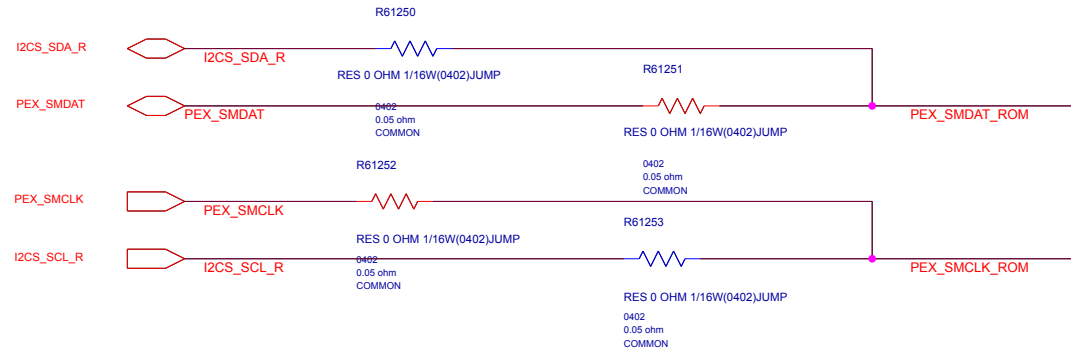 R61250
I2CS_SDA_R
I2CS_SDA_R
RES 0 OHM 1/16W(0402)JUMP
R61251
PEX_SMDAT
PEX_SMDAT
0402
0.05 ohm
COMMON
PEX_SMDAT_ROM
RES 0 OHM 1/16W(0402)JUMP
R61252
0402
0.05 ohm
COMMON
PEX_SMCLK
PEX_SMCLK
R61253
RES 0 OHM 1/16W(0402)JUMP
I2CS_SCL_R
I2CS_SCL_R
0402
0.05 ohm
COMMON
PEX_SMCLK_ROM
RES 0 OHM 1/16W(0402)JUMP
0402
0.05 ohm
COMMON